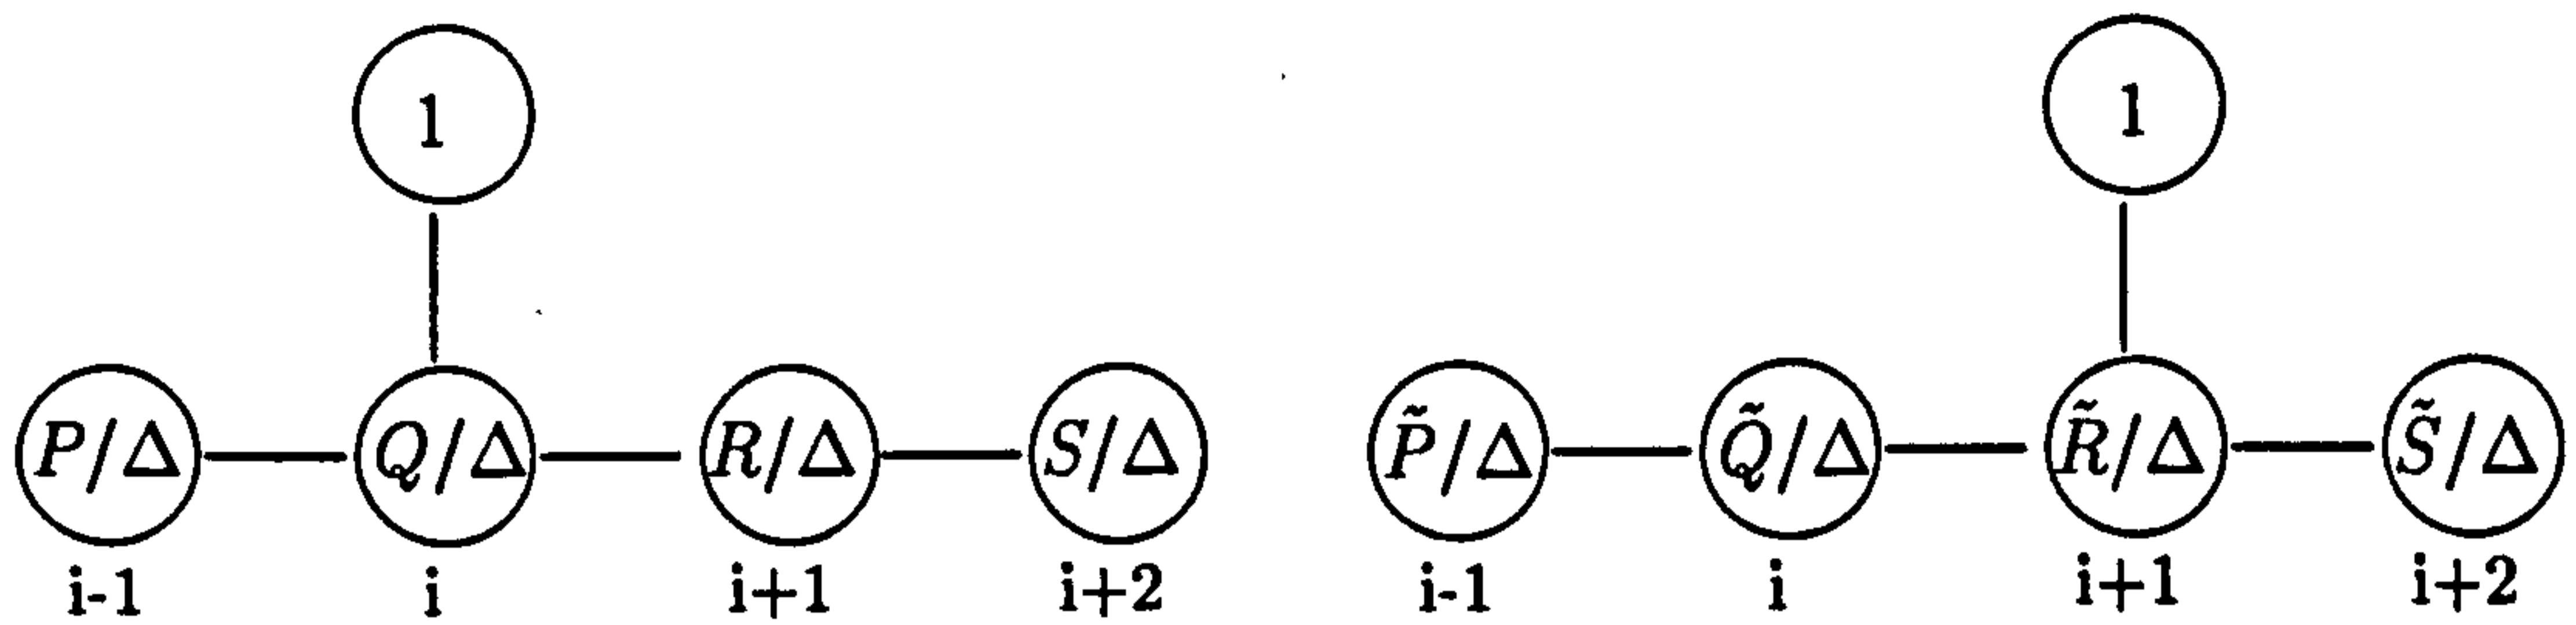 1 1
P/Δ Q/Δ R/Δ S/Δ P̃/Δ Q̃/Δ R̃/Δ S̃/Δ
i-1 i i+1 i+2 i-1 i i+1 i+2